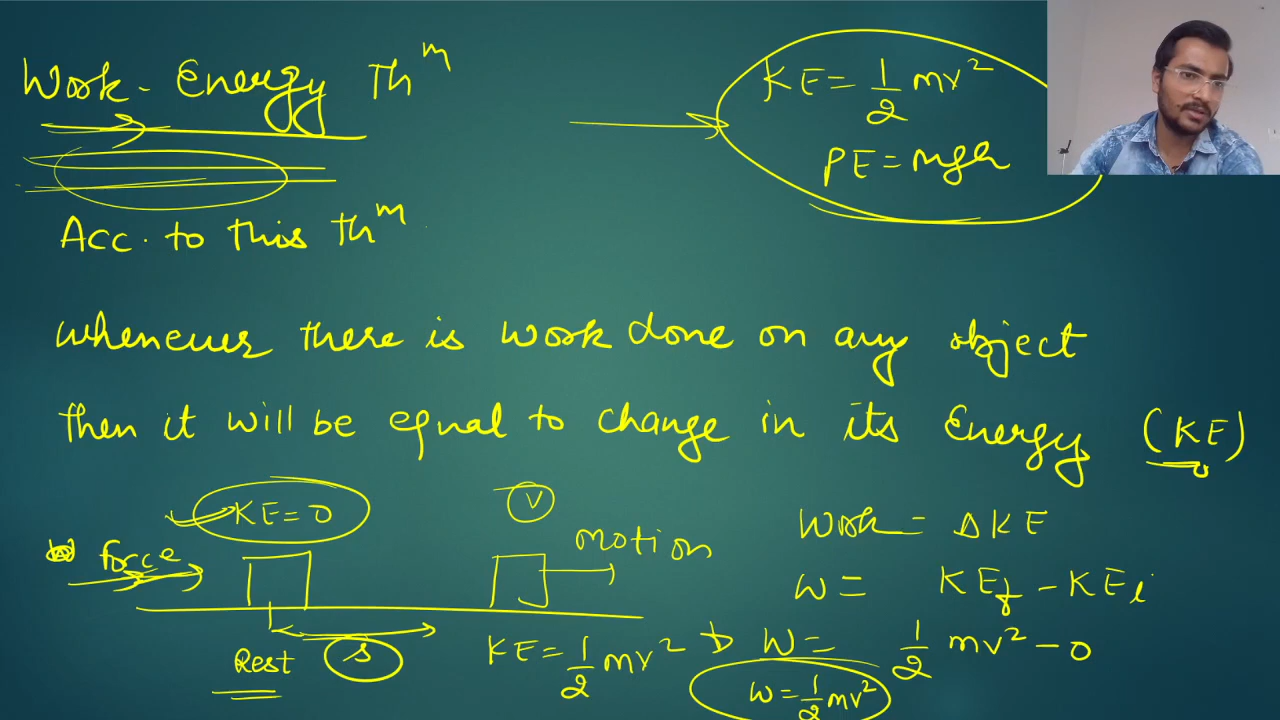 Work-Energy Thᵐ
KE = 1/2 mv²
PE = mgh
Acc. to this thᵐ
whenever there is work done on any object
then it will be equal to change in its Energy (KE)
KE = 0
V
force
motion
Rest
s
KE = 1/2 mv²
Work = ΔKE
W = KEf - KEi
W = 1/2 mv² - 0
W = 1/2 mv²